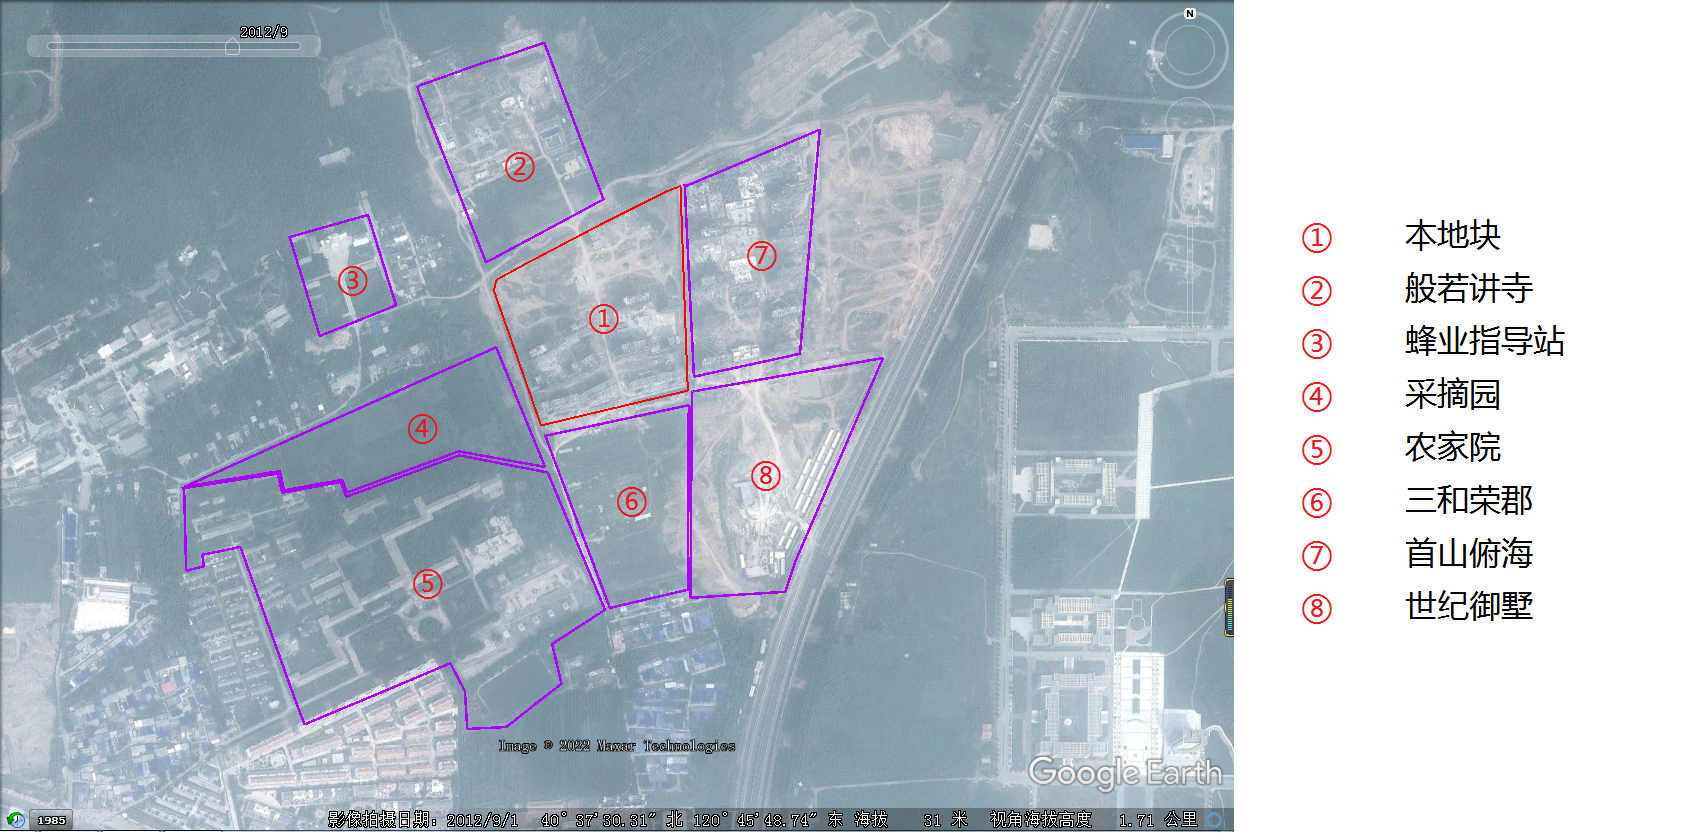 2012/9
N
②
⑦
③
①
④
⑧
⑥
⑤
① 本地块
② 般若讲寺
③ 蜂业指导站
④ 采摘园
⑤ 农家院
⑥ 三和荣郡
⑦ 首山俯海
⑧ 世纪御墅
Image © 2022 Maxar Technologies
Google Earth
1985
影像拍摄日期: 2012/9/1 40° 37′30.31″ 北 120° 45′48.74″ 东 海拔 31 米 视角海拔高度 1.71 公里